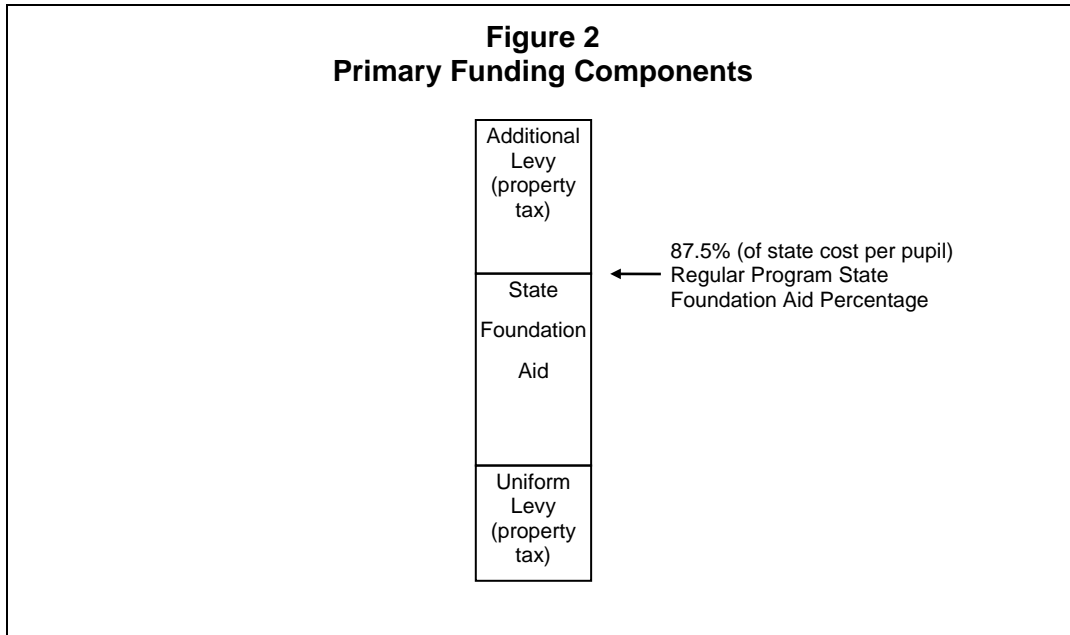 Figure 2
Primary Funding Components
Additional
Levy
(property
tax)
87.5% (of state cost per pupil)
Regular Program State
Foundation Aid Percentage
State
Foundation
Aid
Uniform
Levy
(property
tax)